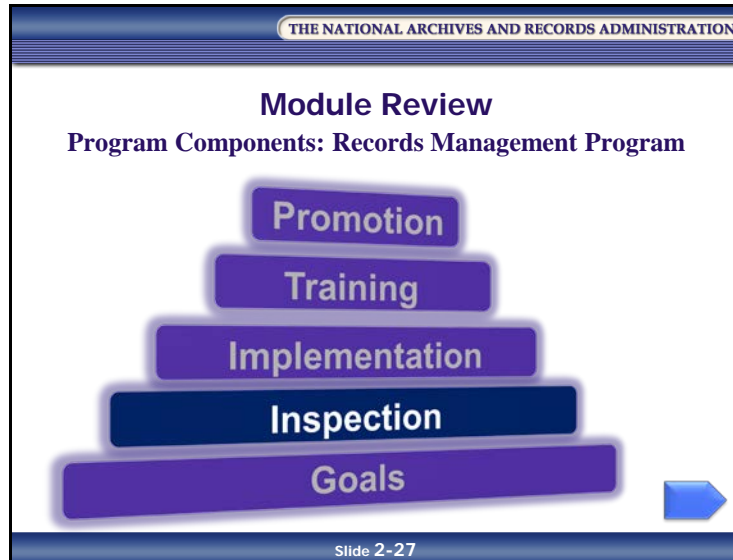 THE NATIONAL ARCHIVES AND RECORDS ADMINISTRATION
Module Review
Program Components: Records Management Program
Promotion
Training
Implementation
Inspection
Goals
Slide 2-27